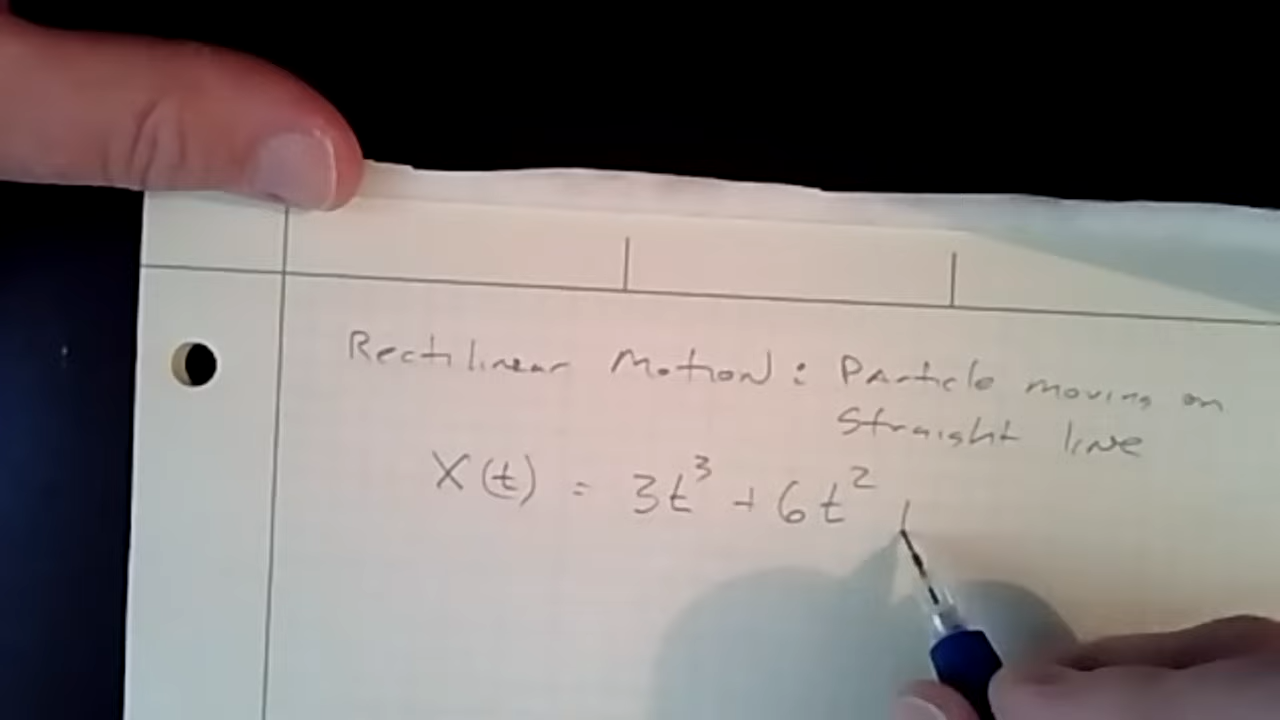 Rectilinear Motion: Particle moving on
straight line
X(t) = 3t³ + 6t²